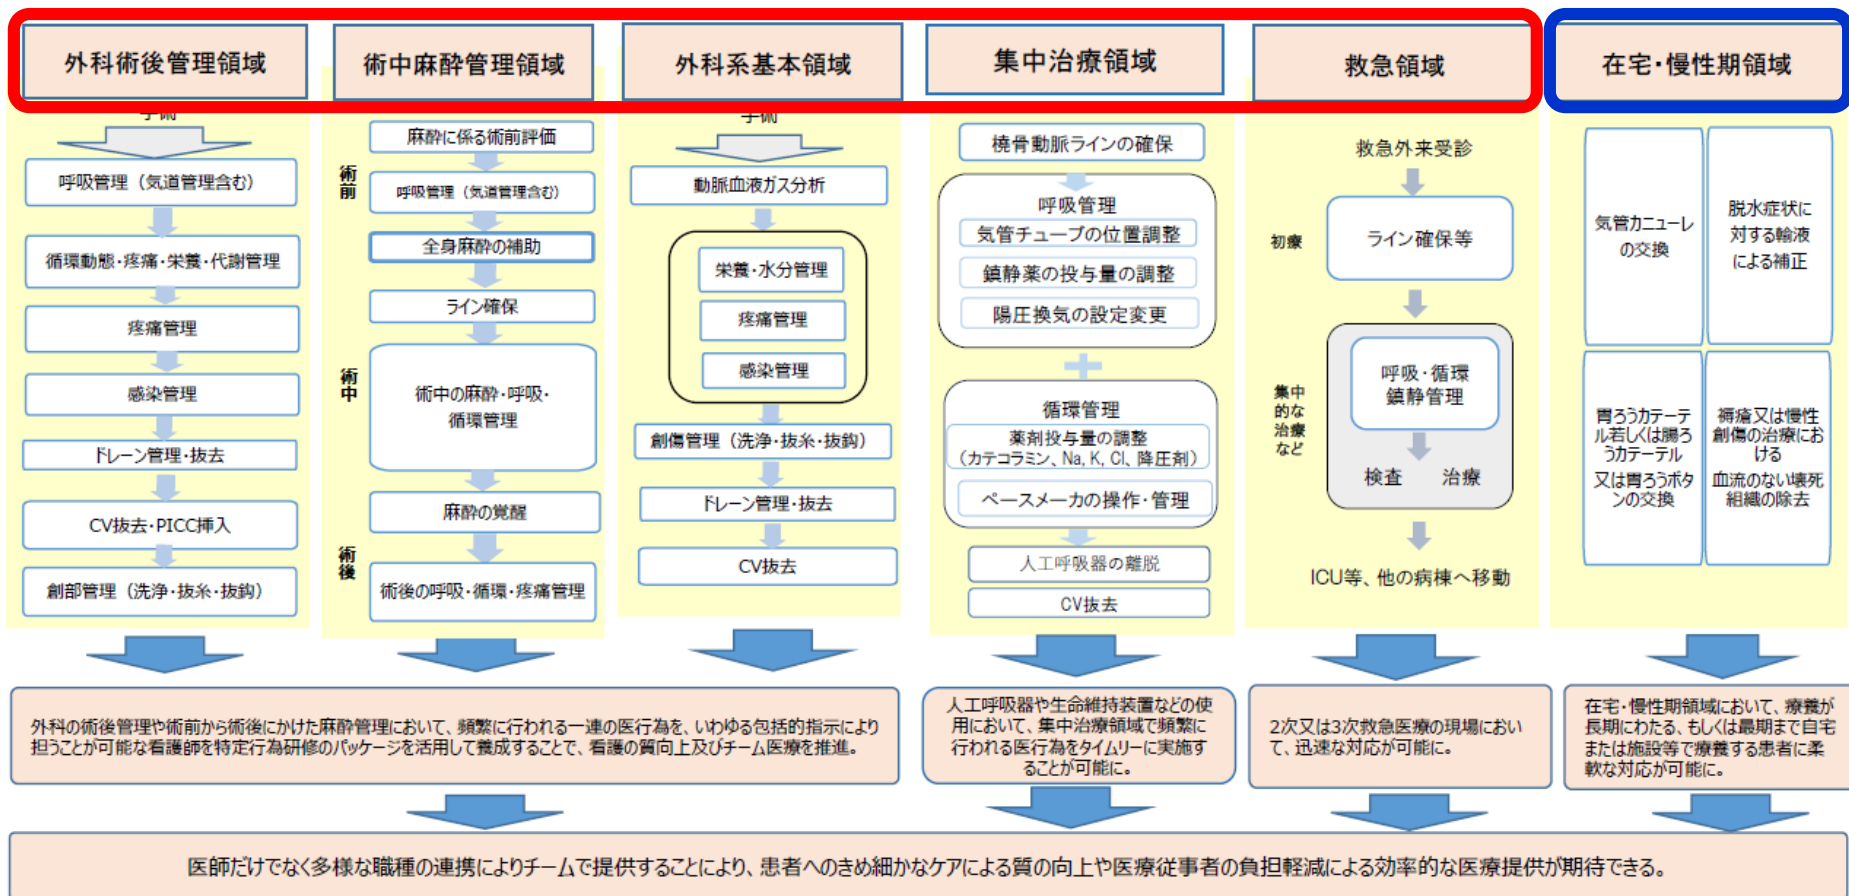 外科術後管理領域
術中麻酔管理領域
外科系基本領域
集中治療領域
救急領域
在宅・慢性期領域
手術
呼吸管理（気道管理含む）
循環動態・疼痛・栄養・代謝管理
疼痛管理
感染管理
ドレーン管理・抜去
CV抜去・PICC挿入
創部管理（洗浄・抜糸・抜鈎）
術前
術中
術後
麻酔に係る術前評価
呼吸管理（気道管理含む）
全身麻酔の補助
ライン確保
術中の麻酔・呼吸・
循環管理
麻酔の覚醒
術後の呼吸・循環・疼痛管理
手術
動脈血液ガス分析
栄養・水分管理
疼痛管理
感染管理
創傷管理（洗浄・抜糸・抜鈎）
ドレーン管理・抜去
CV抜去
橈骨動脈ラインの確保
呼吸管理
気管チューブの位置調整
鎮静薬の投与量の調整
陽圧換気の設定変更
循環管理
薬剤投与量の調整
（カテコラミン、Na, K, Cl、降圧剤）
ペースメーカの操作・管理
人工呼吸器の離脱
CV抜去
救急外来受診
初療
ライン確保等
集中
的な
治療
など
呼吸・循環
鎮静管理
検査　治療
ICU等、他の病棟へ移動
気管カニューレ
の交換
脱水症状に
対する輸液
による補正
胃ろうカテーテ
ル若しくは腸ろ
うカテーテル
又は胃ろうボタ
ンの交換
褥瘡又は慢性
創傷の治療にお
ける
血流のない壊死
組織の除去
外科の術後管理や術前から術後にかけた麻酔管理において、頻繁に行われる一連の医行為を、いわゆる包括的指示により
担うことが可能な看護師を特定行為研修のパッケージを活用して養成することで、看護の質向上及びチーム医療を推進。
人工呼吸器や生命維持装置などの使
用において、集中治療領域で頻繁に
行われる医行為をタイムリーに実施す
ることが可能に。
2次又は3次救急医療の現場におい
て、迅速な対応が可能に。
在宅・慢性期領域において、療養が
長期にわたる、もしくは最期まで自宅
または施設等で療養する患者に柔
軟な対応が可能に。
医師だけでなく多様な職種の連携によりチームで提供することにより、患者へのきめ細かなケアによる質の向上や医療従事者の負担軽減による効率的な医療提供が期待できる。